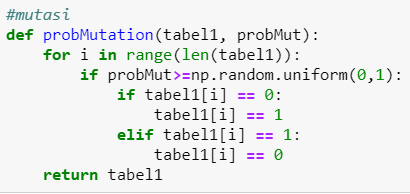 #mutasi
def probMutation(tabel1, probMut):
    for i in range(len(tabel1)):
        if probMut>=np.random.uniform(0,1):
            if tabel1[i] == 0:
                tabel1[i] == 1
            elif tabel1[i] == 1:
                tabel1[i] == 0
    return tabel1